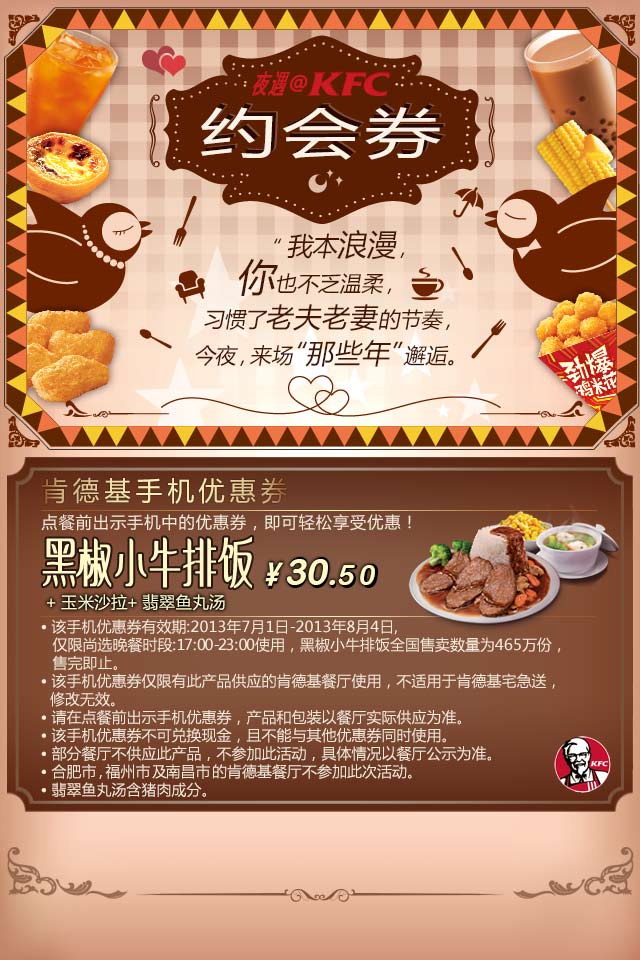 夜遇@KFC
约会券
“我本浪漫，
你也不乏温柔，
习惯了老夫老妻的节奏，
今夜，来场“那些年”邂逅。
劲爆
鸡米花
肯德基手机优惠券
点餐前出示手机中的优惠券，即可轻松享受优惠！
黑椒小牛排饭 ¥30.50
+ 玉米沙拉+ 翡翠鱼丸汤
• 该手机优惠券有效期:2013年7月1日-2013年8月4日,
仅限尚选晚餐时段:17:00-23:00使用，黑椒小牛排饭全国售卖数量为465万份，
售完即止。
• 该手机优惠券仅限有此产品供应的肯德基餐厅使用，不适用于肯德基宅急送，
修改无效。
• 请在点餐前出示手机优惠券，产品和包装以餐厅实际供应为准。
• 该手机优惠券不可兑换现金，且不能与其他优惠券同时使用。
• 部分餐厅不供应此产品，不参加此活动，具体情况以餐厅公示为准。
• 合肥市,福州市及南昌市的肯德基餐厅不参加此次活动。
• 翡翠鱼丸汤含猪肉成分。
KFC